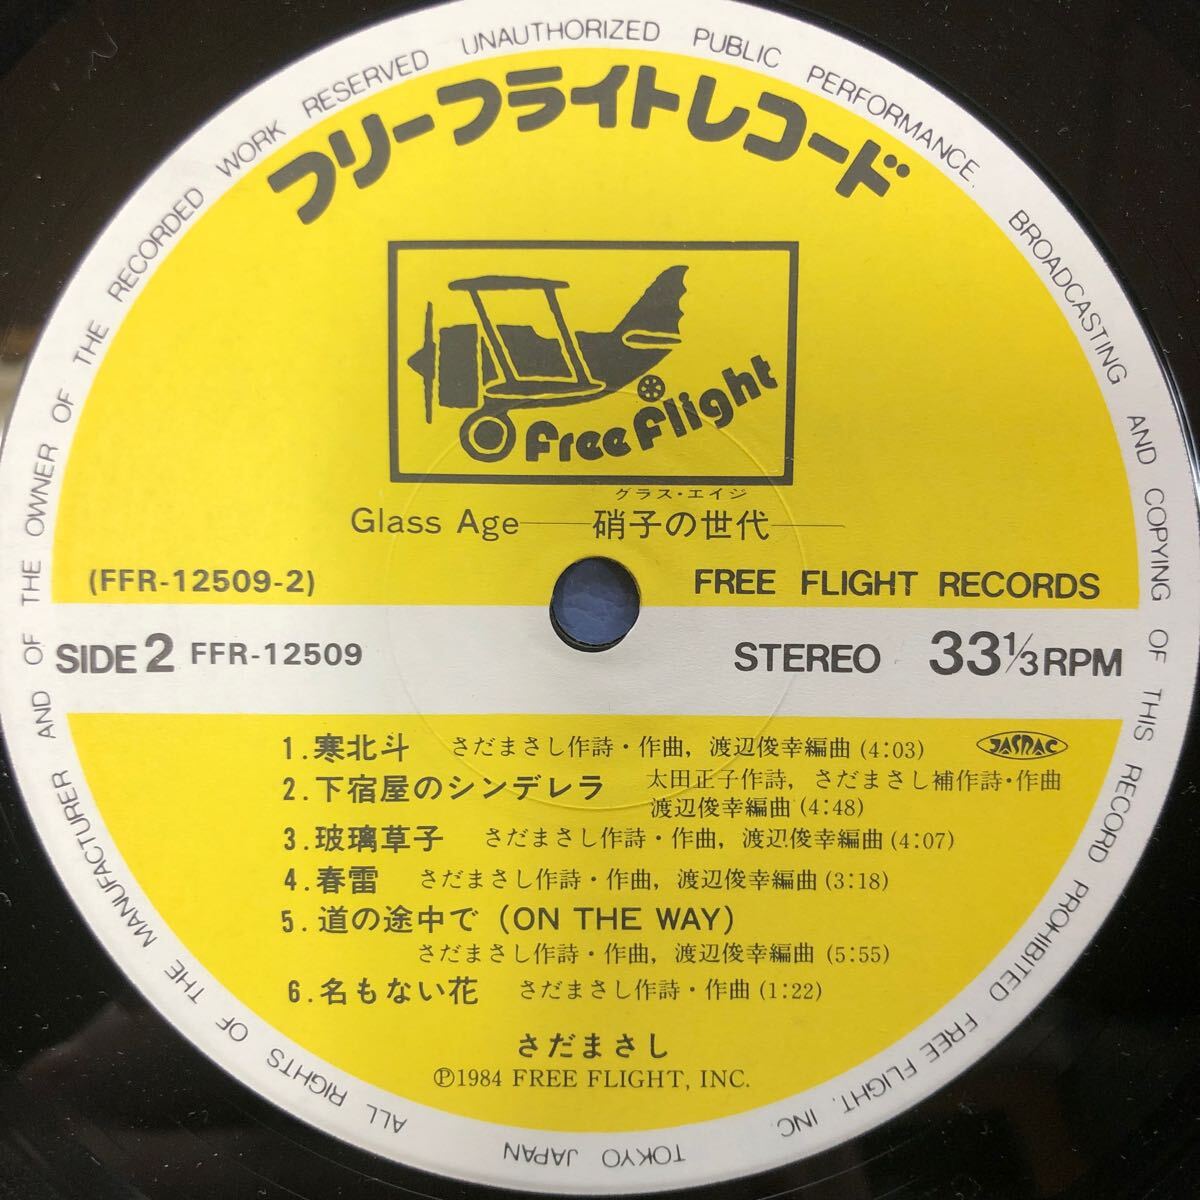 ALL RIGHTS OF THE MANUFACTURER AND OF THE OWNER OF THE RECORDED WORK RESERVED UNAUTHORIZED PUBLIC PERFORMANCE. BROADCASTING AND COPYING OF THIS RECORD PROHIBITED FREE FLIGHT, INC. TOKYO JAPAN
フリーフライトレコード
free flight
グラス・エイジ
Glass Age——硝子の世代——
(FFR-12509-2)
FREE FLIGHT RECORDS
SIDE 2 FFR-12509
STEREO 33⅓RPM
1.寒北斗 さだまさし作詩・作曲, 渡辺俊幸編曲(4:03) JASRAC
2.下宿屋のシンデレラ 太田正子作詩, さだまさし補作詩・作曲
渡辺俊幸編曲(4:48)
3.玻璃草子 さだまさし作詩・作曲, 渡辺俊幸編曲(4:07)
4.春雷 さだまさし作詩・作曲, 渡辺俊幸編曲(3:18)
5.道の途中で (ON THE WAY)
さだまさし作詩・作曲, 渡辺俊幸編曲(5:55)
6.名もない花 さだまさし作詩・作曲(1:22)
さだまさし
Ⓟ1984 FREE FLIGHT, INC.